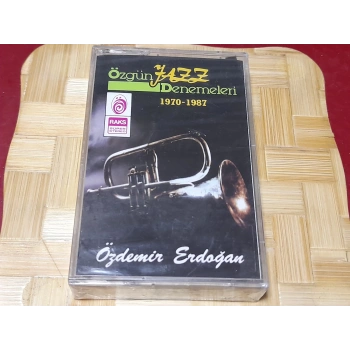 Özgün JAZZ
Denemeleri
1970-1987
RAKS
Özdemir Erdoğan